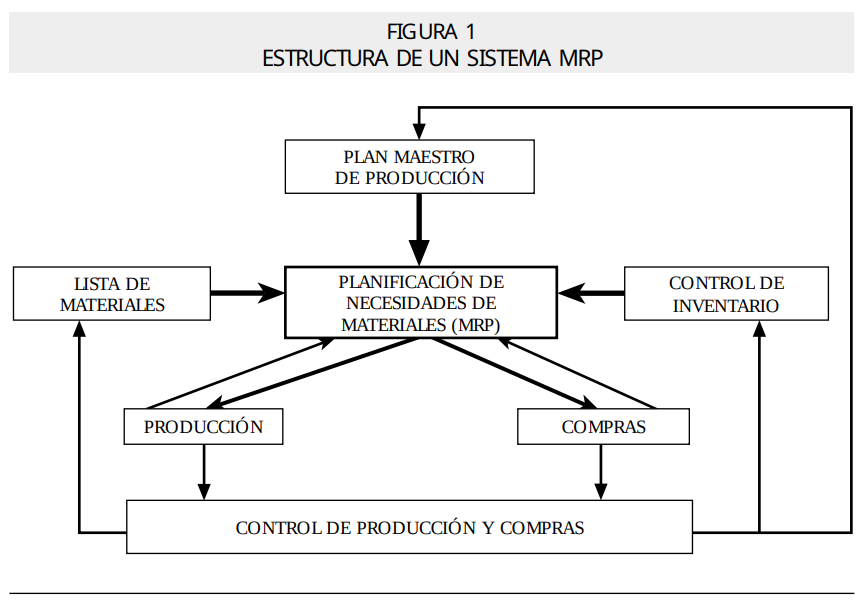 FIGURA 1
ESTRUCTURA DE UN SISTEMA MRP
PLAN MAESTRO
DE PRODUCCIÓN
LISTA DE
MATERIALES
PLANIFICACIÓN DE
NECESIDADES DE
MATERIALES (MRP)
CONTROL DE
INVENTARIO
PRODUCCIÓN
COMPRAS
CONTROL DE PRODUCCIÓN Y COMPRAS